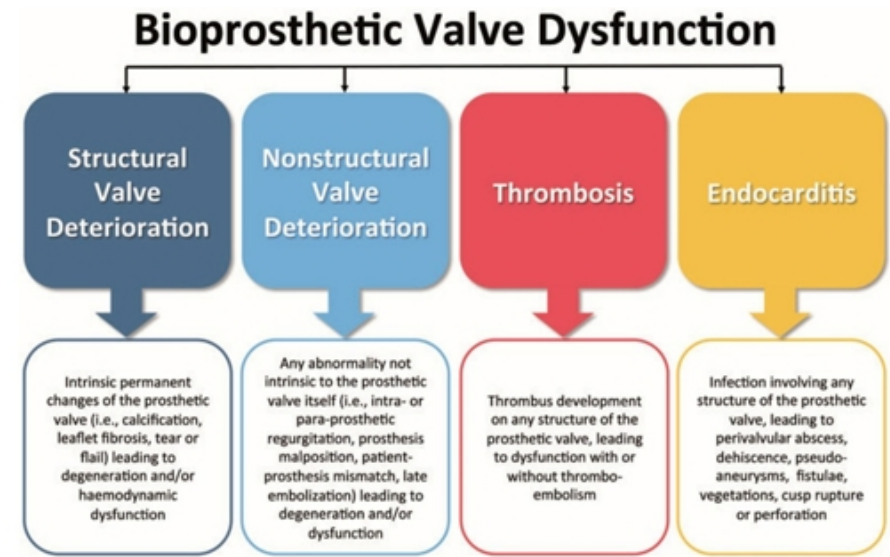 Bioprosthetic Valve Dysfunction
Structural
Valve
Deterioration
Nonstructural
Valve
Deterioration
Thrombosis
Endocarditis
Intrinsic permanent
changes of the prosthetic
valve (i.e., calcification,
leaflet fibrosis, tear or
flail) leading to
degeneration and/or
haemodynamic
dysfunction
Any abnormality not
intrinsic to the prosthetic
valve itself (i.e., intra- or
para-prosthetic
regurgitation, prosthesis
malposition, patient-
prosthesis mismatch, late
embolization) leading to
degeneration and/or
dysfunction
Thrombus development
on any structure of the
prosthetic valve, leading
to dysfunction with or
without thrombo-
embolism
Infection involving any
structure of the prosthetic
valve, leading to
perivalvular abscess,
dehiscence, pseudo-
aneurysms, fistulae,
vegetations, cusp rupture
or perforation